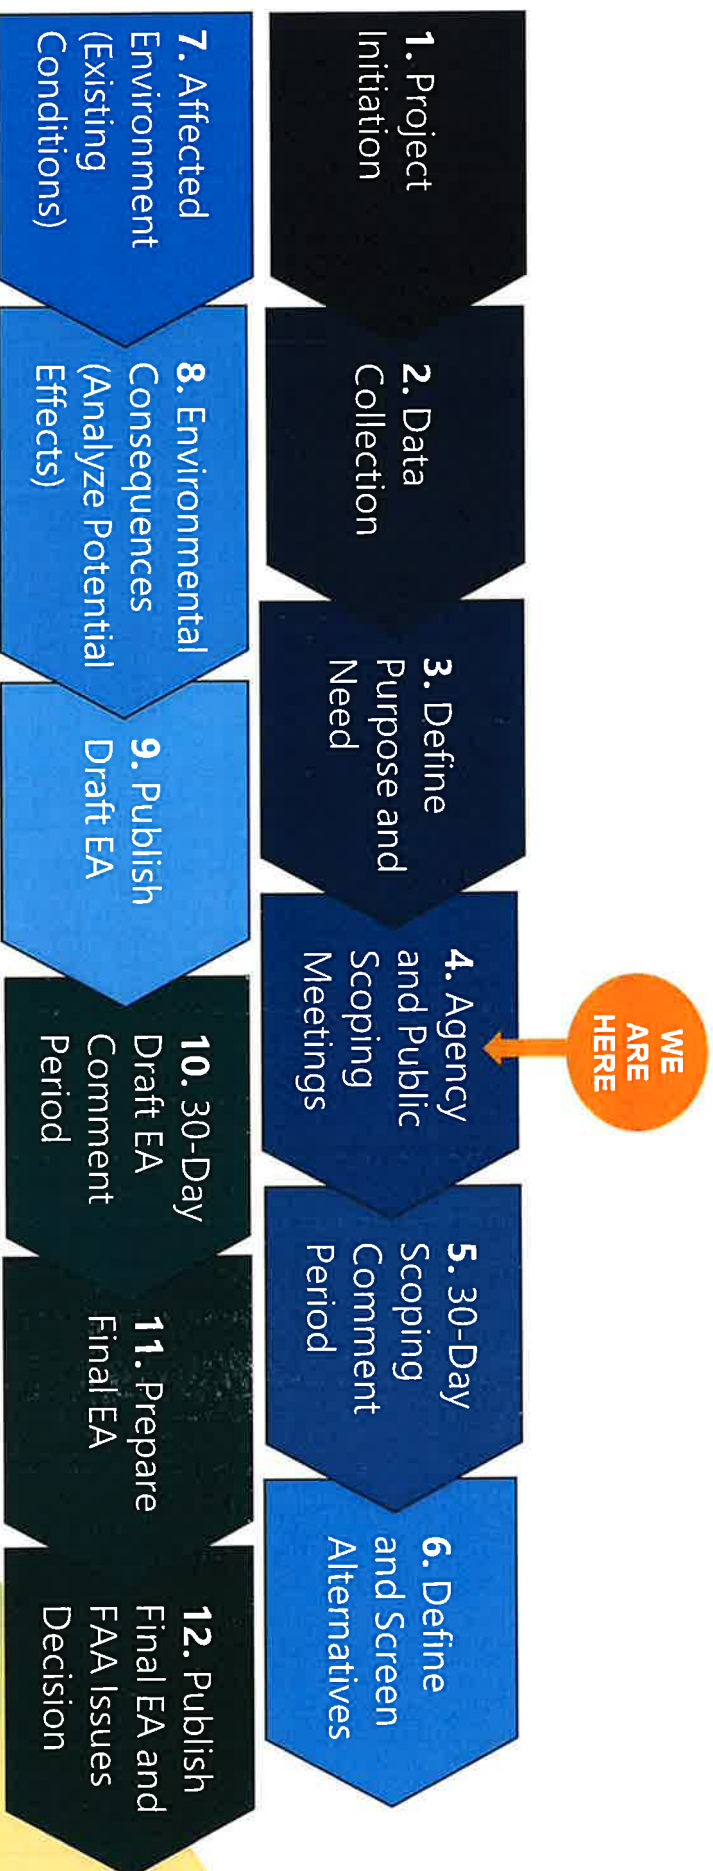 WE
ARE
HERE
1. Project
Initiation
2. Data
Collection
3. Define
Purpose and
Need
4. Agency
and Public
Scoping
Meetings
5. 30-Day
Scoping
Comment
Period
6. Define
and Screen
Alternatives
7. Affected
Environment
(Existing
Conditions)
8. Environmental
Consequences
(Analyze Potential
Effects)
9. Publish
Draft EA
10. 30-Day
Draft EA
Comment
Period
11. Prepare
Final EA
12. Publish
Final EA and
FAA Issues
Decision